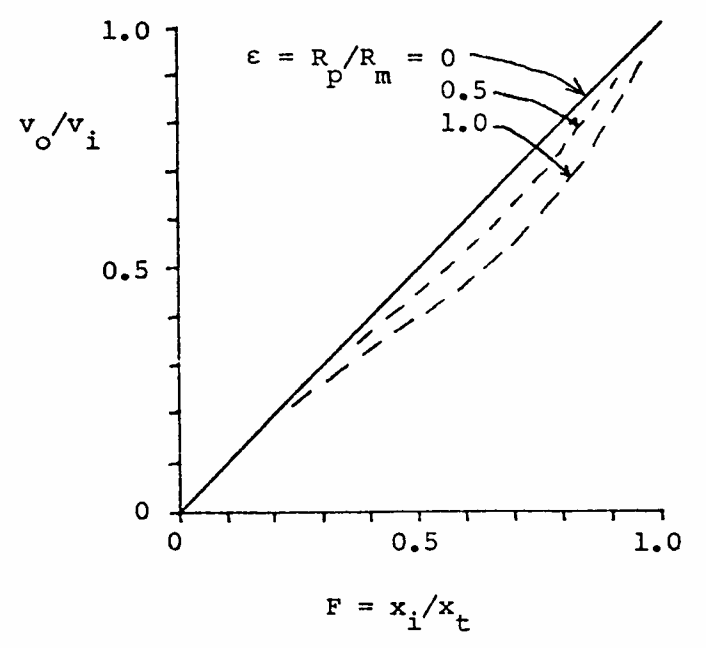 1.0
ε = R_p/R_m = 0
0.5
1.0
v_o/v_i
0.5
0
0 0.5 1.0
F = x_i/x_t